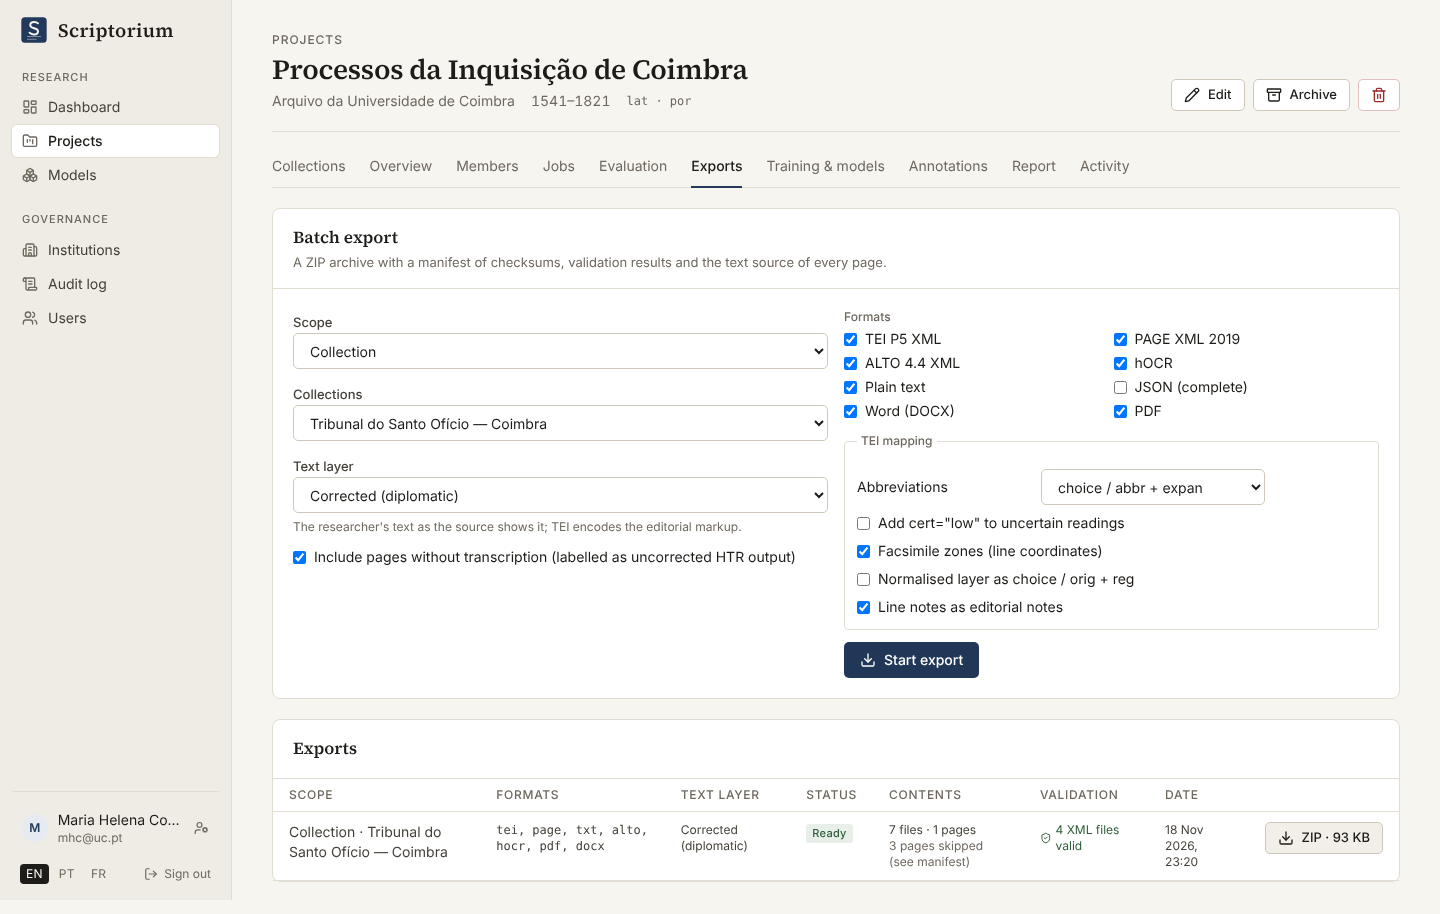 Scriptorium
RESEARCH
Dashboard
Projects
Models
GOVERNANCE
Institutions
Audit log
Users
M
Maria Helena Co...
mhc@uc.pt
EN PT FR Sign out
PROJECTS
Processos da Inquisição de Coimbra
Arquivo da Universidade de Coimbra 1541–1821 lat · por
Edit Archive
Collections Overview Members Jobs Evaluation Exports Training & models Annotations Report Activity
Batch export
A ZIP archive with a manifest of checksums, validation results and the text source of every page.
Scope
Collection
Collections
Tribunal do Santo Ofício — Coimbra
Text layer
Corrected (diplomatic)
The researcher's text as the source shows it; TEI encodes the editorial markup.
Include pages without transcription (labelled as uncorrected HTR output)
Formats
TEI P5 XML PAGE XML 2019
ALTO 4.4 XML hOCR
Plain text JSON (complete)
Word (DOCX) PDF
TEI mapping
Abbreviations choice / abbr + expan
Add cert="low" to uncertain readings
Facsimile zones (line coordinates)
Normalised layer as choice / orig + reg
Line notes as editorial notes
Start export
Exports
SCOPE FORMATS TEXT LAYER STATUS CONTENTS VALIDATION DATE
Collection · Tribunal do
Santo Ofício — Coimbra
tei, page, txt, alto,
hocr, pdf, docx
Corrected
(diplomatic)
Ready
7 files · 1 pages
3 pages skipped
(see manifest)
4 XML files
valid
18 Nov
2026,
23:20
ZIP · 93 KB